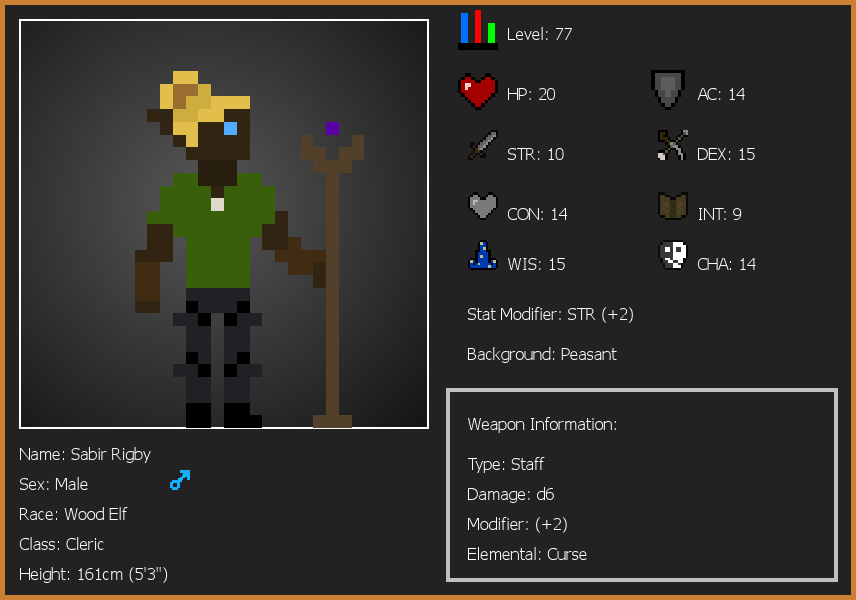 Level: 77
HP: 20
AC: 14
STR: 10
DEX: 15
CON: 14
INT: 9
WIS: 15
CHA: 14
Stat Modifier: STR (+2)
Background: Peasant
Weapon Information:
Type: Staff
Damage: d6
Modifier: (+2)
Elemental: Curse
Name: Sabir Rigby
Sex: Male
Race: Wood Elf
Class: Cleric
Height: 161cm (5'3")